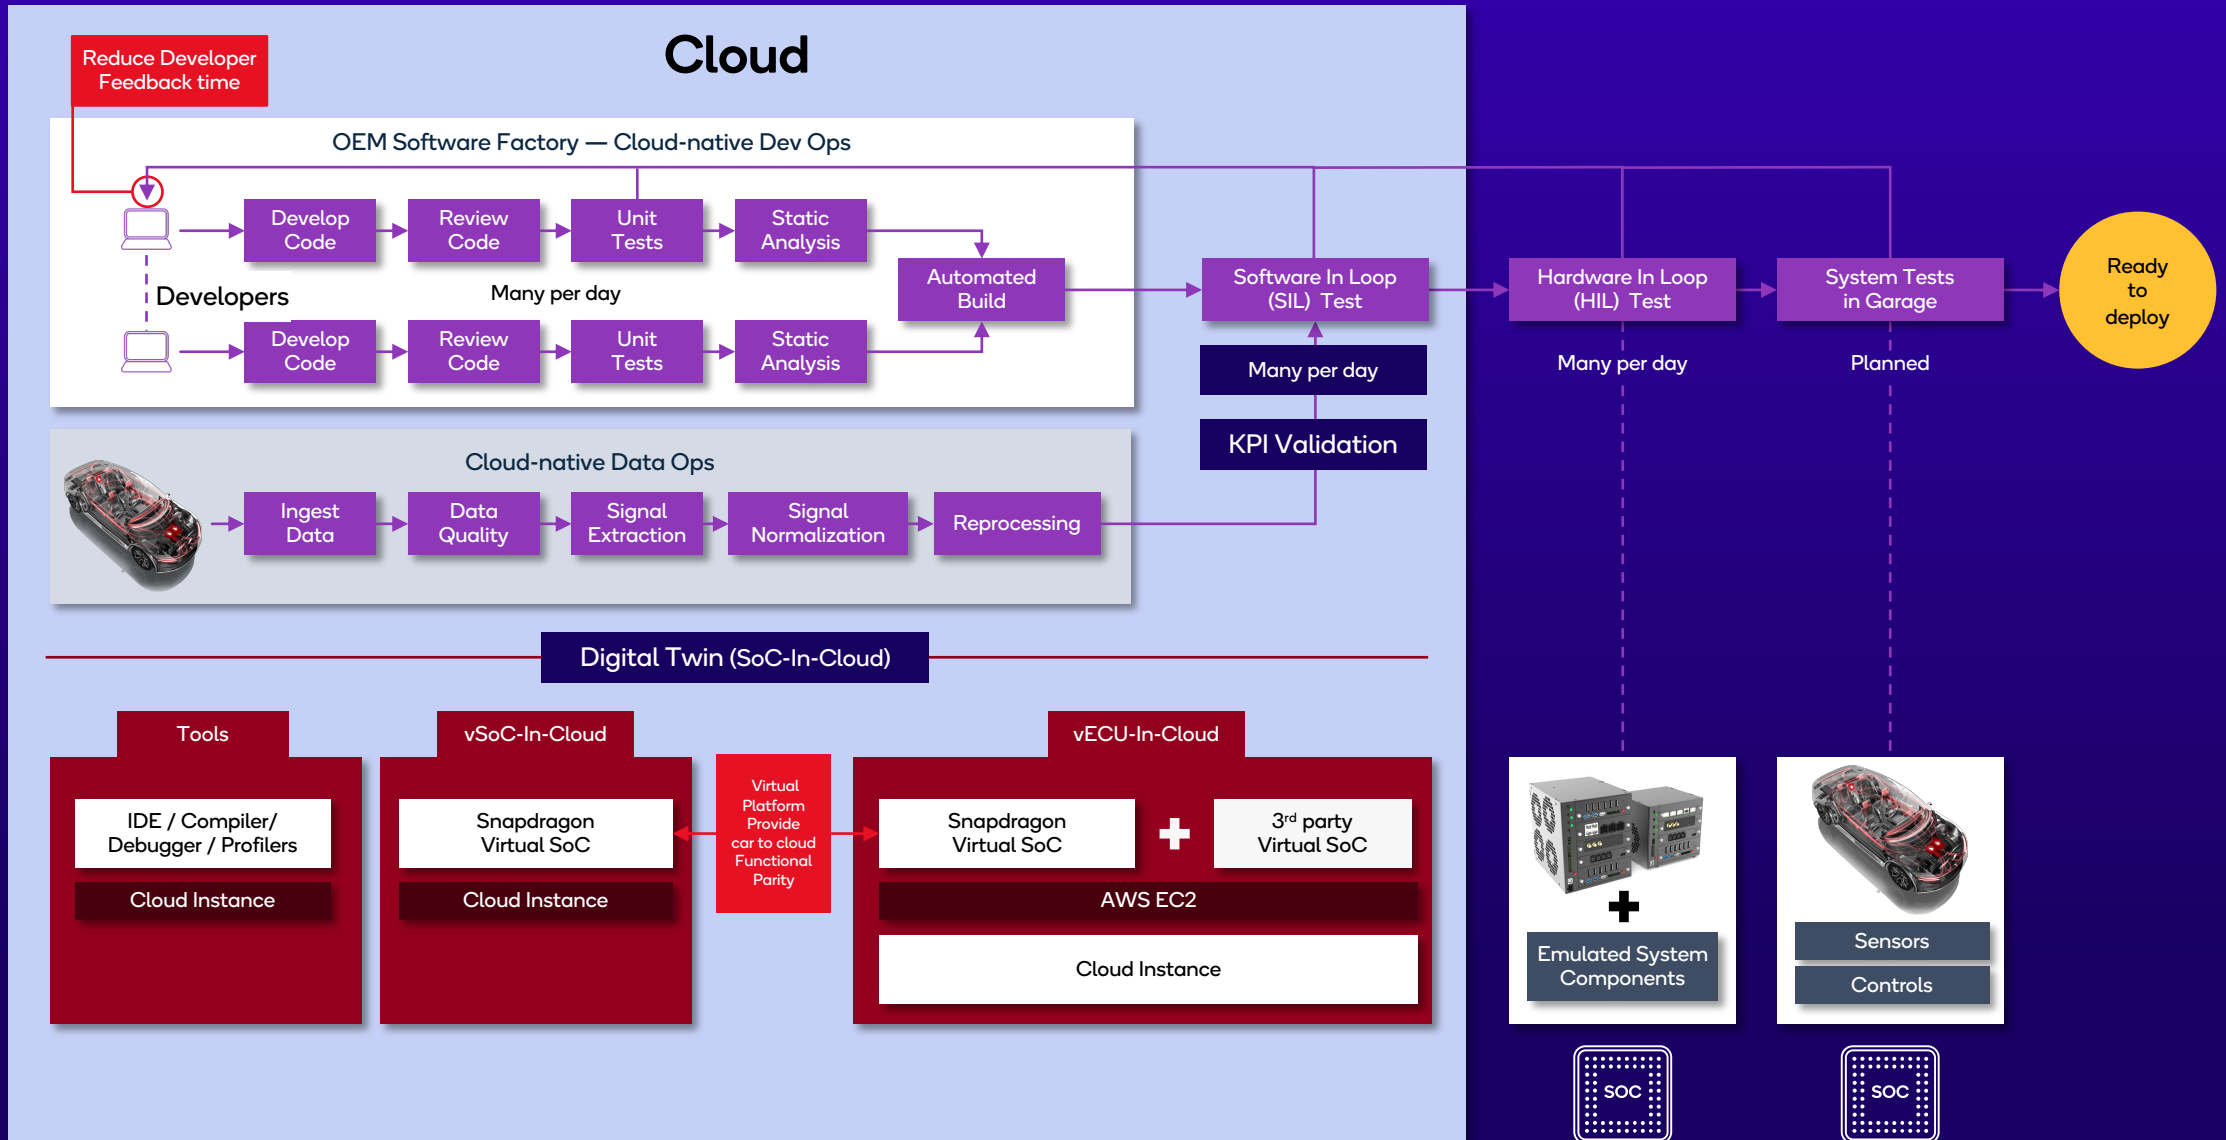 Cloud
Reduce Developer
Feedback time
OEM Software Factory — Cloud-native Dev Ops
Develop
Code
Review
Code
Unit
Tests
Static
Analysis
Developers
Many per day
Automated
Build
Develop
Code
Review
Code
Unit
Tests
Static
Analysis
Software In Loop
(SIL) Test
Hardware In Loop
(HIL) Test
System Tests
in Garage
Ready
to
deploy
Many per day
Many per day
Planned
KPI Validation
Cloud-native Data Ops
Ingest
Data
Data
Quality
Signal
Extraction
Signal
Normalization
Reprocessing
Digital Twin (SoC-In-Cloud)
Tools
IDE / Compiler/
Debugger / Profilers
Cloud Instance
vSoC-In-Cloud
Snapdragon
Virtual SoC
Cloud Instance
Virtual
Platform
Provide
car to cloud
Functional
Parity
vECU-In-Cloud
Snapdragon
Virtual SoC
3rd party
Virtual SoC
AWS EC2
Cloud Instance
Emulated System
Components
Sensors
Controls
SOC
SOC